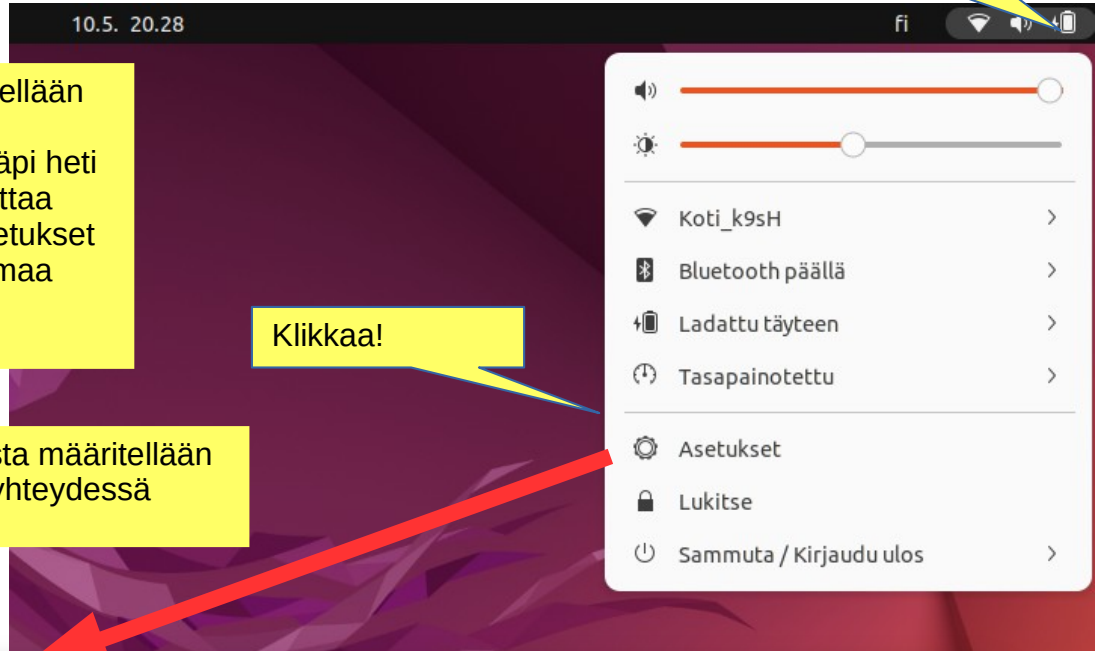 10.5. 20.28
fi
ellään
äpi heti
ttaa
etukset
maa
Koti_k9sH
Bluetooth päällä
Ladattu täyteen
Tasapainotettu
Klikkaa!
sta määritellään
yhteydessä
Asetukset
Lukitse
Sammuta / Kirjaudu ulos